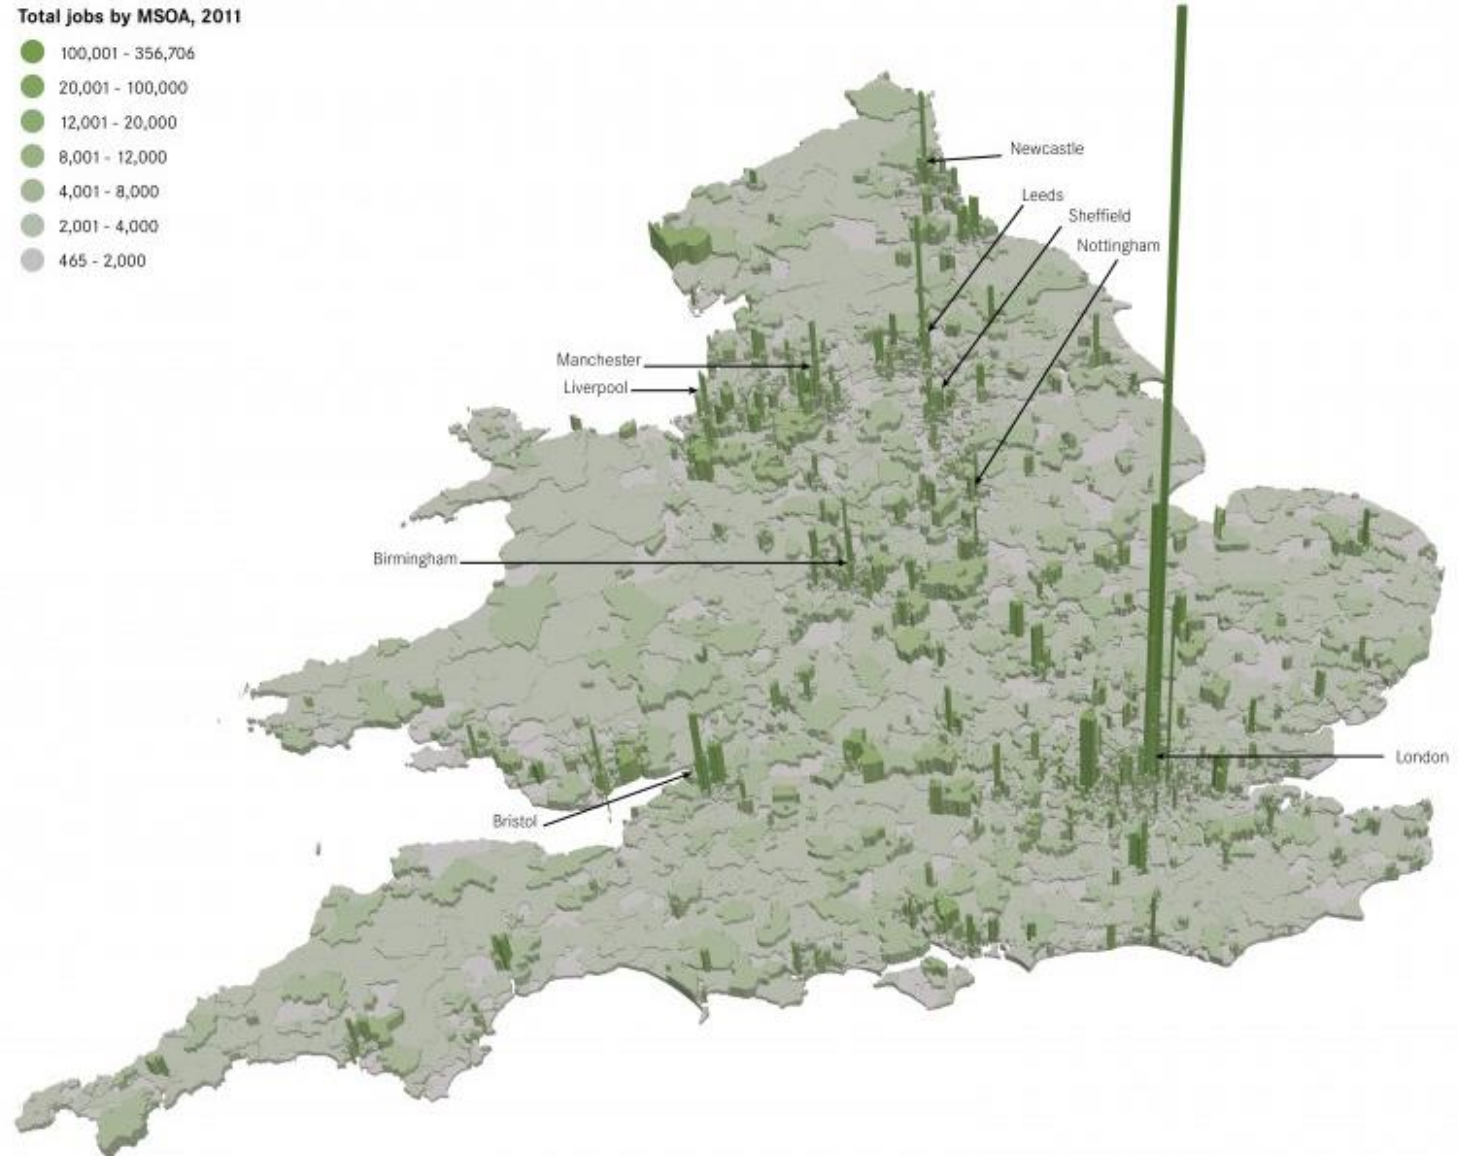 Total jobs by MSOA, 2011
100,001 - 356,706
20,001 - 100,000
12,001 - 20,000
8,001 - 12,000
4,001 - 8,000
2,001 - 4,000
465 - 2,000
Newcastle
Leeds
Sheffield
Nottingham
Manchester
Liverpool
Birmingham
London
Bristol